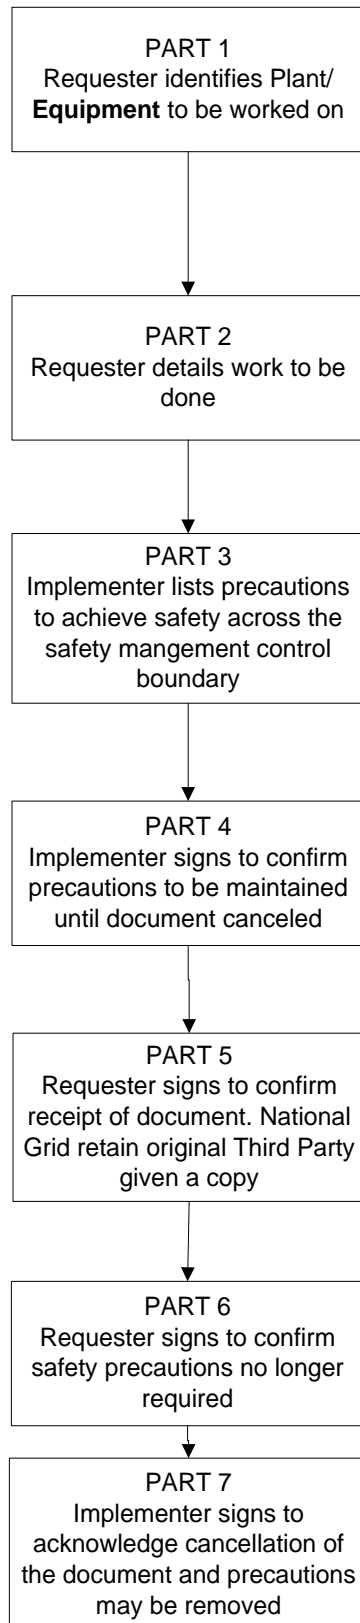 PART 1
Requester identifies Plant/
Equipment to be worked on
PART 2
Requester details work to be
done
PART 3
Implementer lists precautions
to achieve safety across the
safety mangement control
boundary
PART 4
Implementer signs to confirm
precautions to be maintained
until document canceled
PART 5
Requester signs to confirm
receipt of document. National
Grid retain original Third Party
given a copy
PART 6
Requester signs to confirm
safety precautions no longer
required
PART 7
Implementer signs to
acknowledge cancellation of
the document and precautions
may be removed